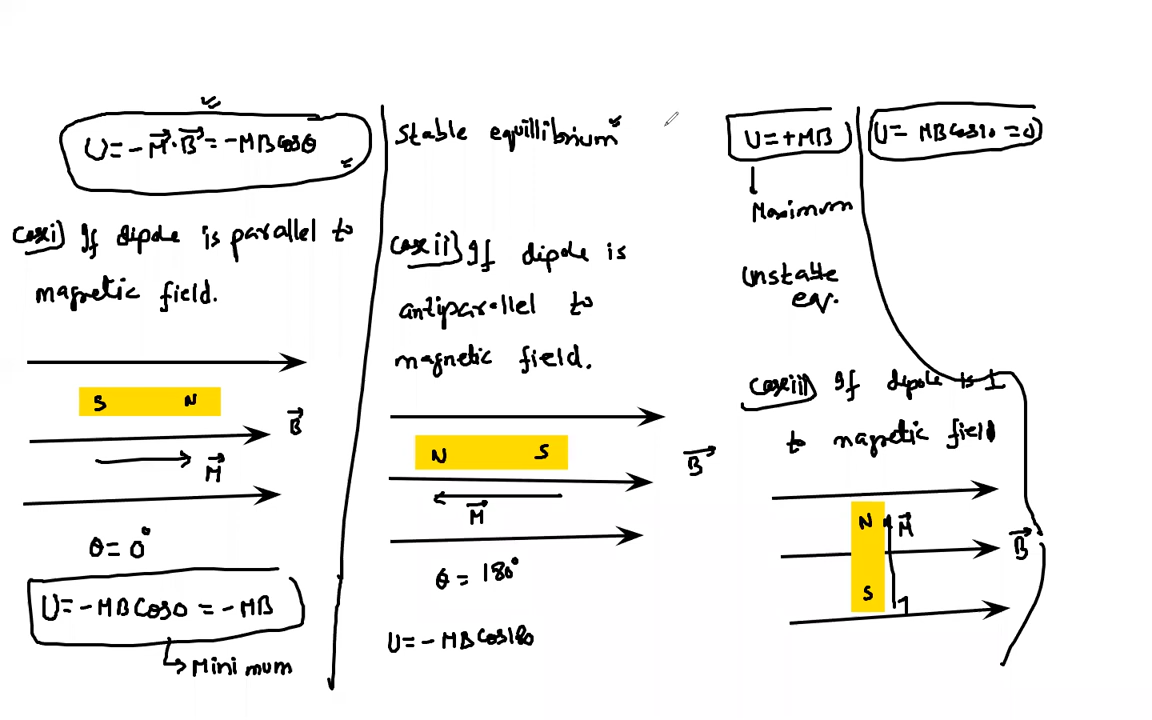 U = -M⃗·B⃗ = -MBcosθ
Case i) If dipole is parallel to
magnetic field.
S N
B⃗
M⃗
θ = 0°
U = -MBcos0 = -MB
Minimum
Stable equillibrium
Case ii) If dipole is
antiparallel to
magnetic field.
N S
B⃗
M⃗
θ = 180°
U = -MBcos180
U = +MB
Maximum
Unstable
eq.
U = MBcos90 = 0
Case iii) If dipole is ⊥
to magnetic field
N
M⃗
B⃗
S